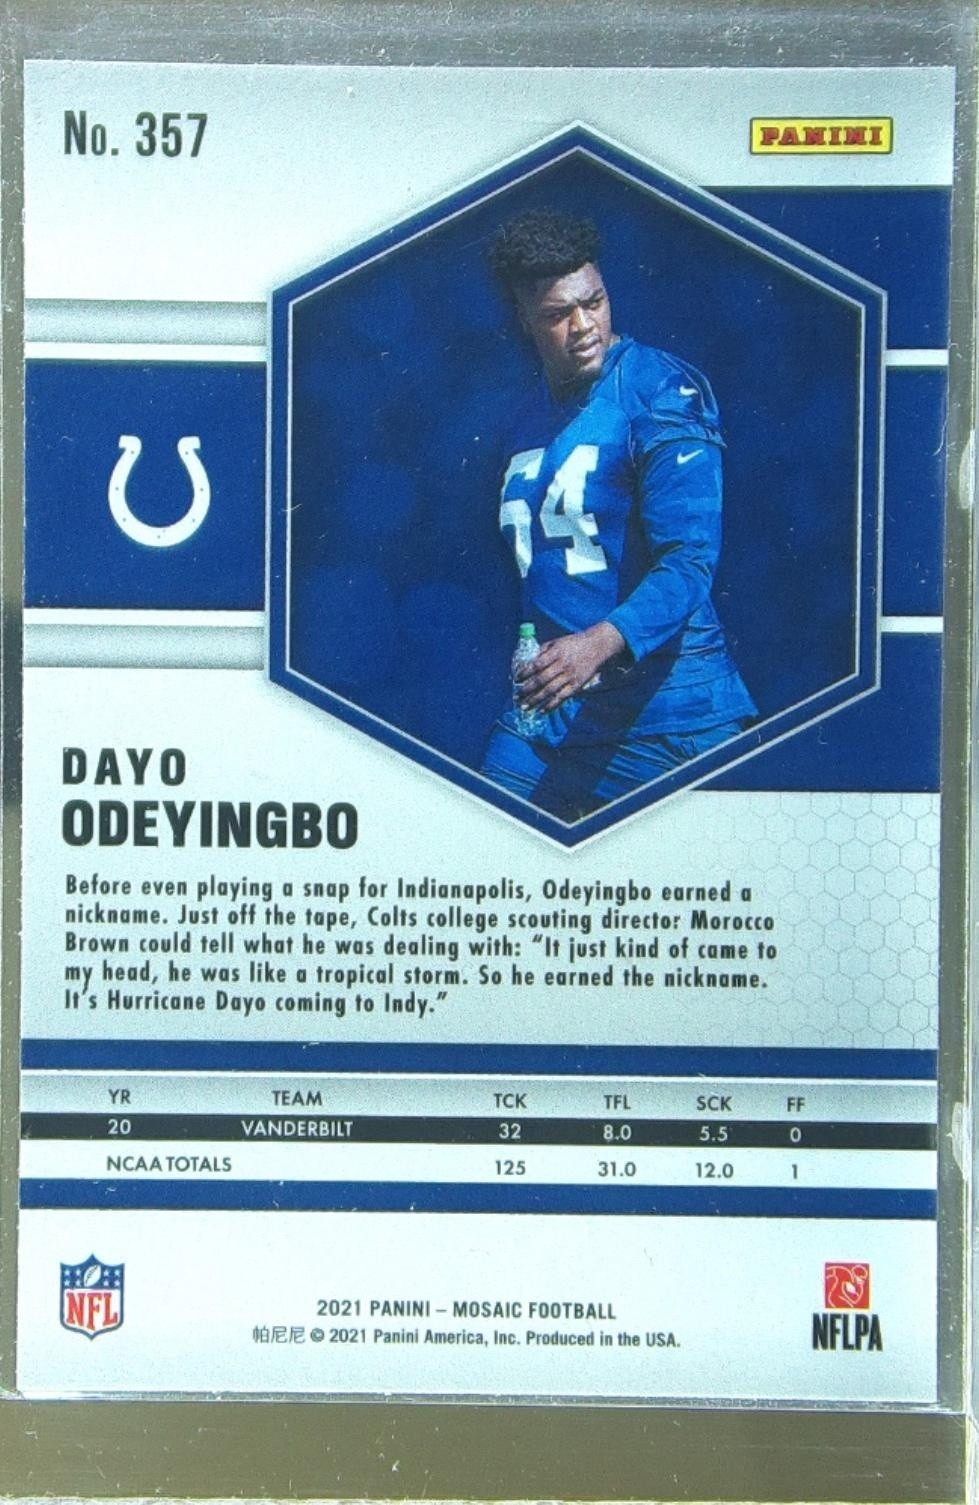 No. 357
PANINI
64
DAYO
ODEYINGBO
Before even playing a snap for Indianapolis, Odeyingbo earned a
nickname. Just off the tape, Colts college scouting director Morocco
Brown could tell what he was dealing with: “It just kind of came to
my head, he was like a tropical storm. So he earned the nickname.
It's Hurricane Dayo coming to Indy.”
YR TEAM TCK TFL SCK FF
20 VANDERBILT 32 8.0 5.5 0
NCAA TOTALS 125 31.0 12.0 1
NFL
2021 PANINI – MOSAIC FOOTBALL
帕尼尼 © 2021 Panini America, Inc. Produced in the USA.
NFLPA